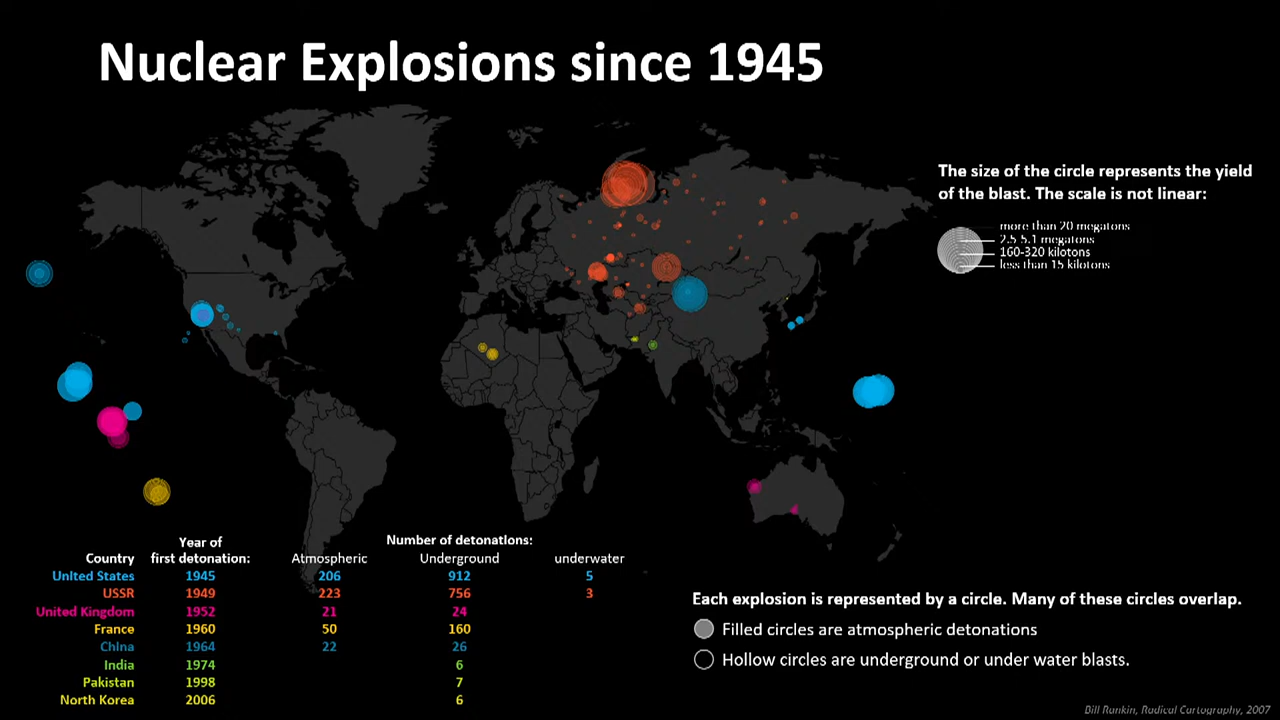 Nuclear Explosions since 1945
The size of the circle represents the yield
of the blast. The scale is not linear:
more than 20 megatons
2.5-5.1 megatons
160-320 kilotons
less than 15 kilotons
Number of detonations:
Year of
Country first detonation: Atmospheric Underground underwater
United States 1945 206 912 5
USSR 1949 223 756 3
United Kingdom 1952 21 24
France 1960 50 160
China 1964 22 26
India 1974 6
Pakistan 1998 7
North Korea 2006 6
Each explosion is represented by a circle. Many of these circles overlap.
Filled circles are atmospheric detonations
Hollow circles are underground or under water blasts.
Bill Rankin, Radical Cartography, 2007